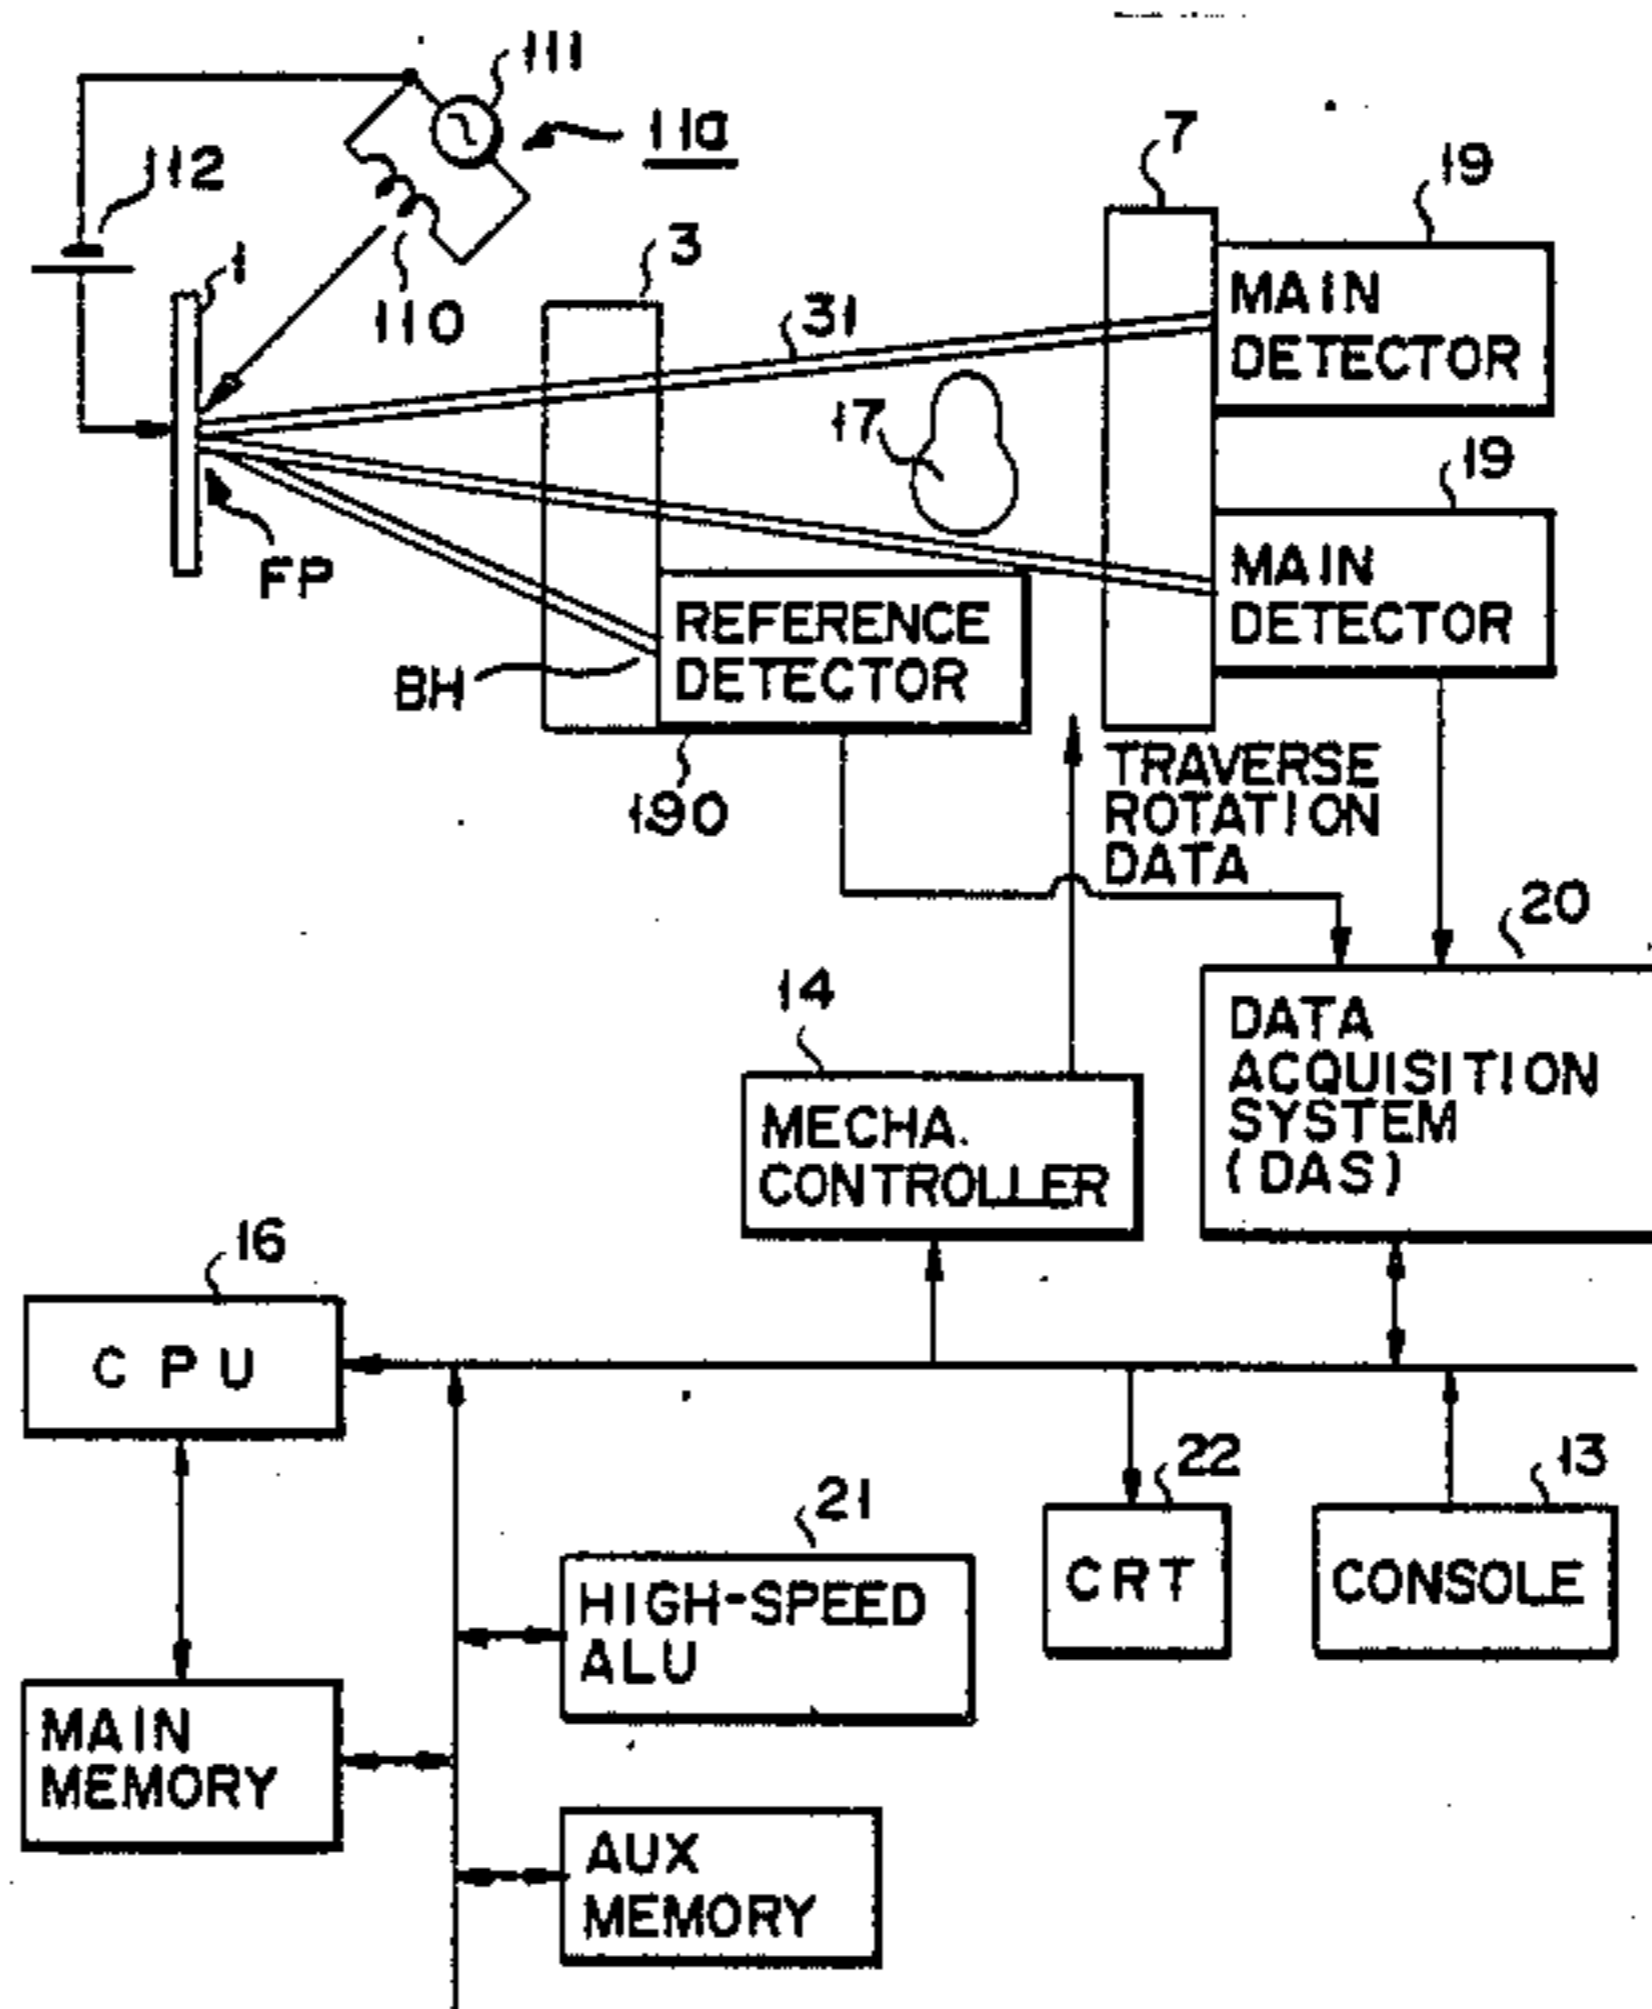 111
11a
112
7
19
1
3
MAIN
DETECTOR
110
31
17
19
FP
MAIN
DETECTOR
REFERENCE
DETECTOR
BH
190
TRAVERSE
ROTATION
DATA
20
14
DATA
ACQUISITION
SYSTEM
(DAS)
MECHA.
CONTROLLER
16
CPU
22
13
21
CRT
CONSOLE
HIGH-SPEED
ALU
MAIN
MEMORY
AUX
MEMORY